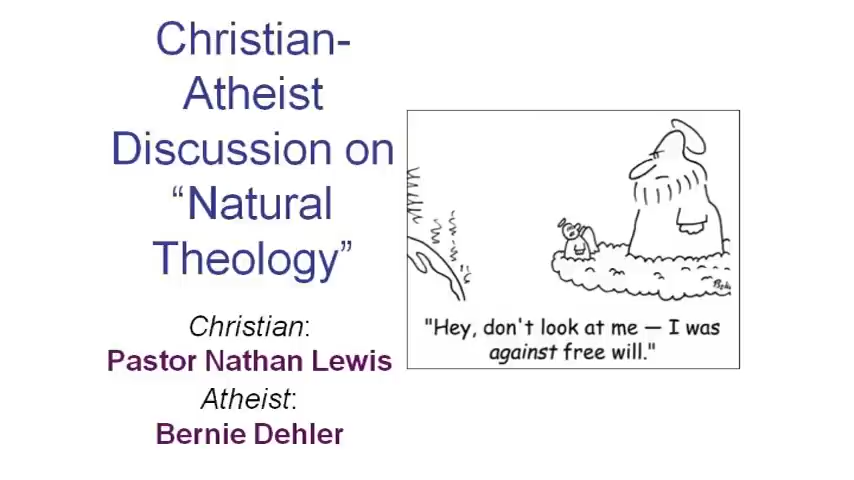 Christian-
Atheist
Discussion on
“Natural
Theology”
Christian:
Pastor Nathan Lewis
Atheist:
Bernie Dehler
"Hey, don't look at me — I was
against free will."